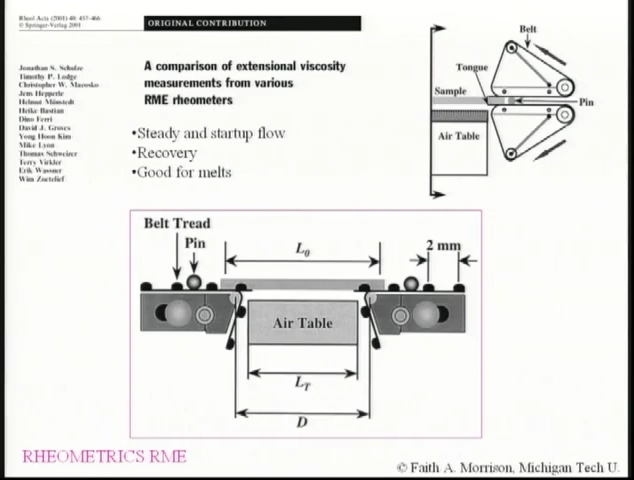 Rheol Acta (2001) 40: 457-466
© Springer-Verlag 2001
ORIGINAL CONTRIBUTION
Jonathan S. Schulze
Timothy P. Lodge
Christopher W. Macosko
Jens Hepperle
Helmut Münstedt
Heike Bastian
Dino Ferri
David J. Groves
Yong Hoon Kim
Mike Lyon
Thomas Schweizer
Terry Virkler
Erik Wassner
Wim Zoetelief
A comparison of extensional viscosity
measurements from various
RME rheometers
•Steady and startup flow
•Recovery
•Good for melts
Belt
Tongue
Sample
Pin
Air Table
Belt Tread
Pin
L0
2 mm
Air Table
LT
D
RHEOMETRICS RME
© Faith A. Morrison, Michigan Tech U.